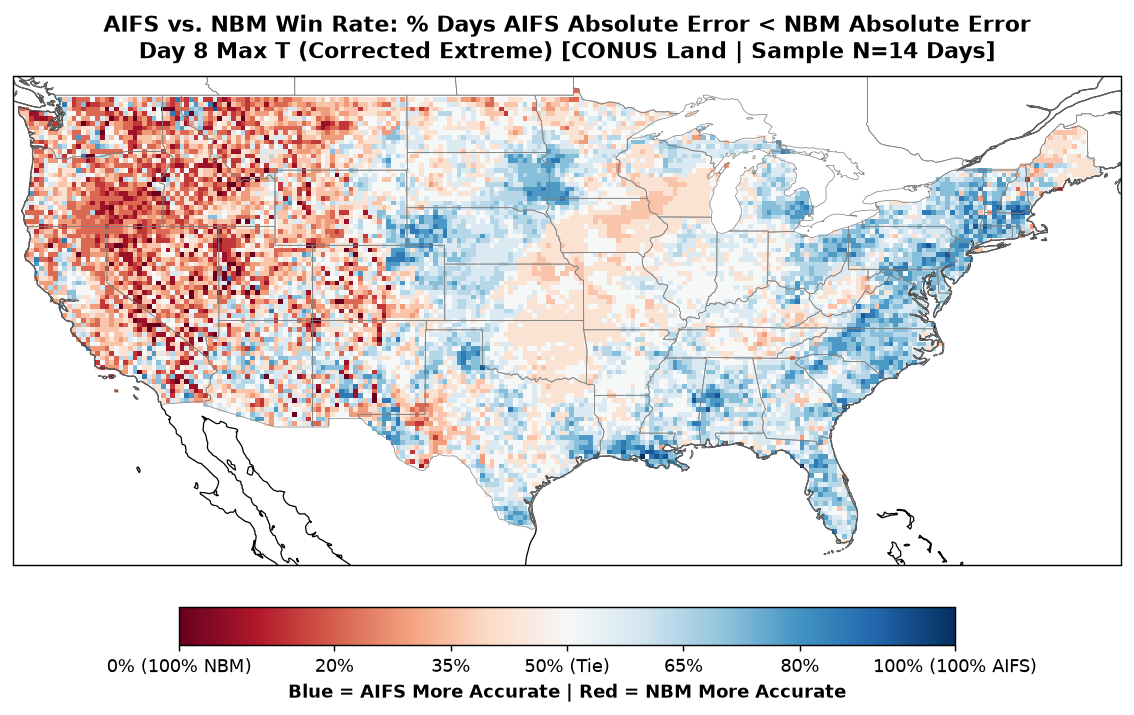 AIFS vs. NBM Win Rate: % Days AIFS Absolute Error < NBM Absolute Error
Day 8 Max T (Corrected Extreme) [CONUS Land | Sample N=14 Days]
0% (100% NBM) 20% 35% 50% (Tie) 65% 80% 100% (100% AIFS)
Blue = AIFS More Accurate | Red = NBM More Accurate